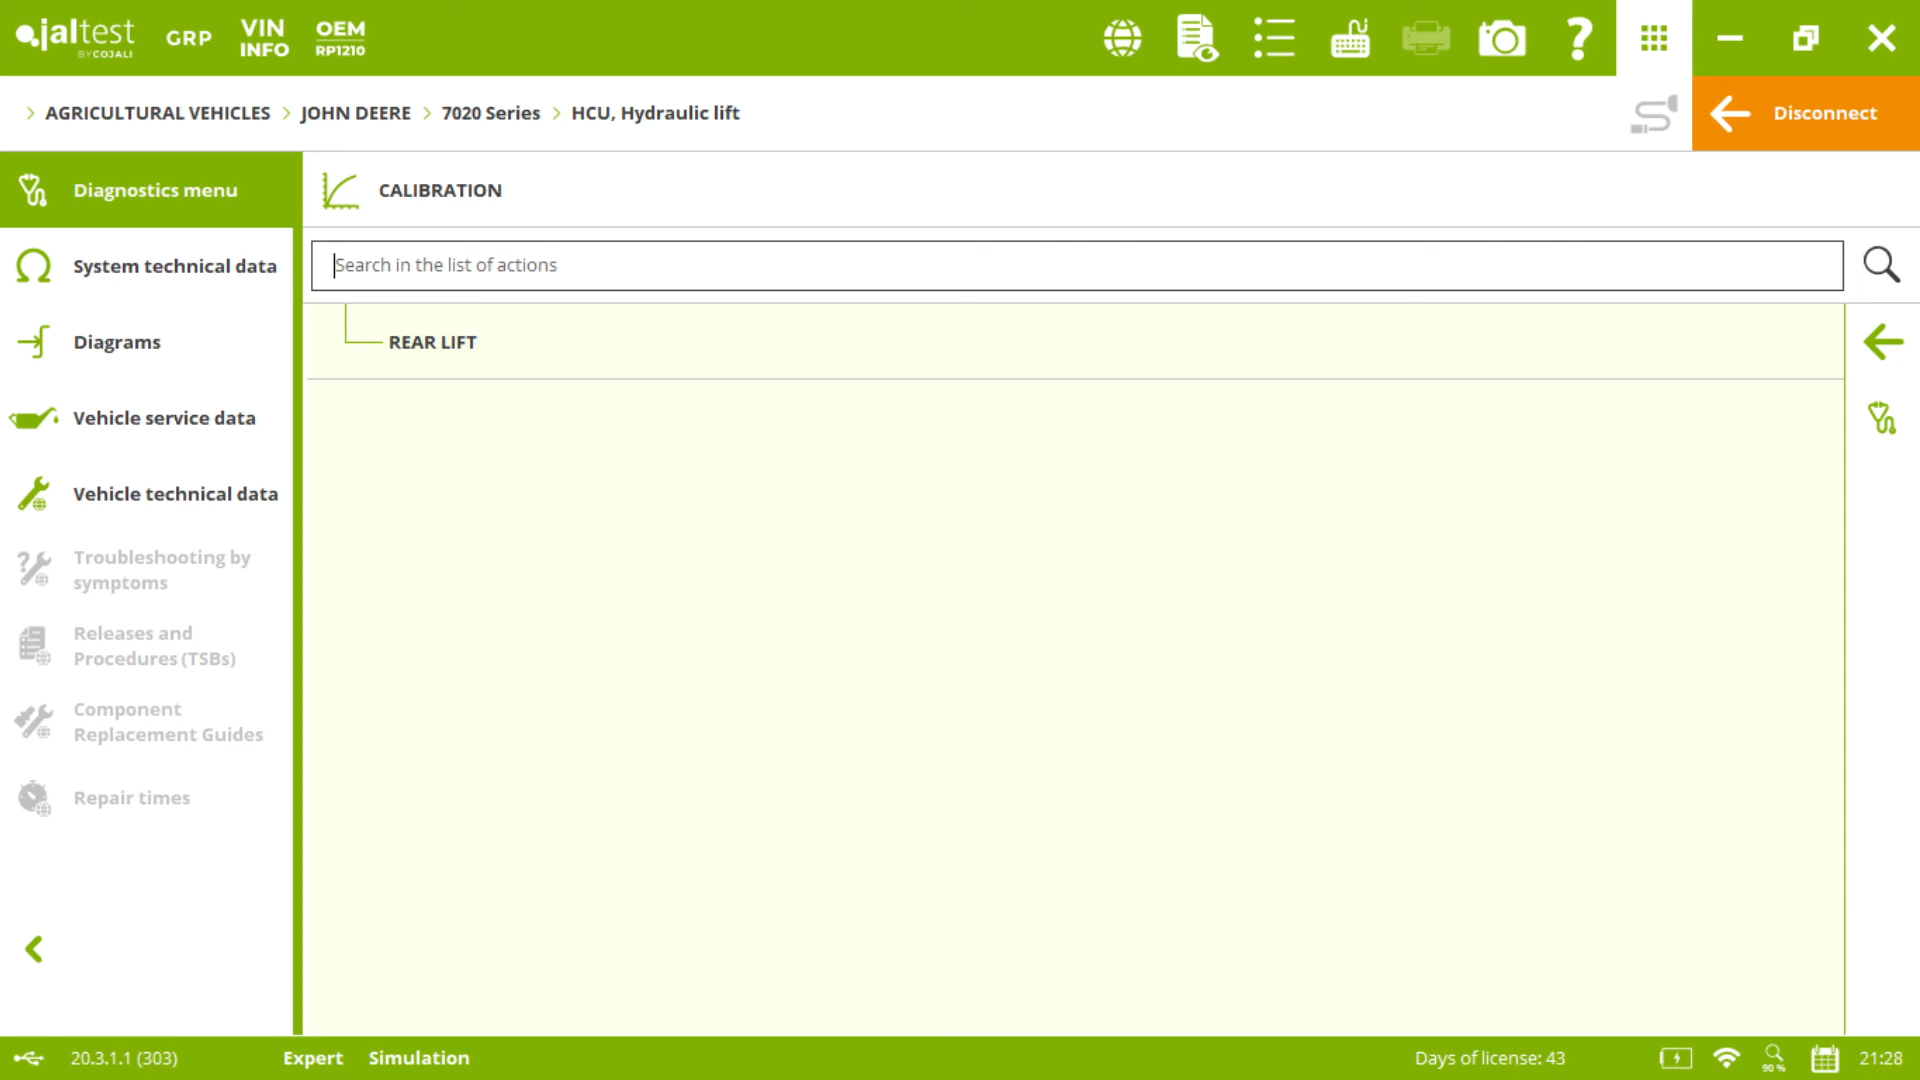 jaltest
BY COJALI
GRP
VIN
INFO
OEM
RP1210
AGRICULTURAL VEHICLES
JOHN DEERE
7020 Series
HCU, Hydraulic lift
Disconnect
Diagnostics menu
CALIBRATION
System technical data
Search in the list of actions
Diagrams
REAR LIFT
Vehicle service data
Vehicle technical data
Troubleshooting by
symptoms
Releases and
Procedures (TSBs)
Component
Replacement Guides
Repair times
20.3.1.1 (303)
Expert
Simulation
Days of license: 43
90 %
21:28